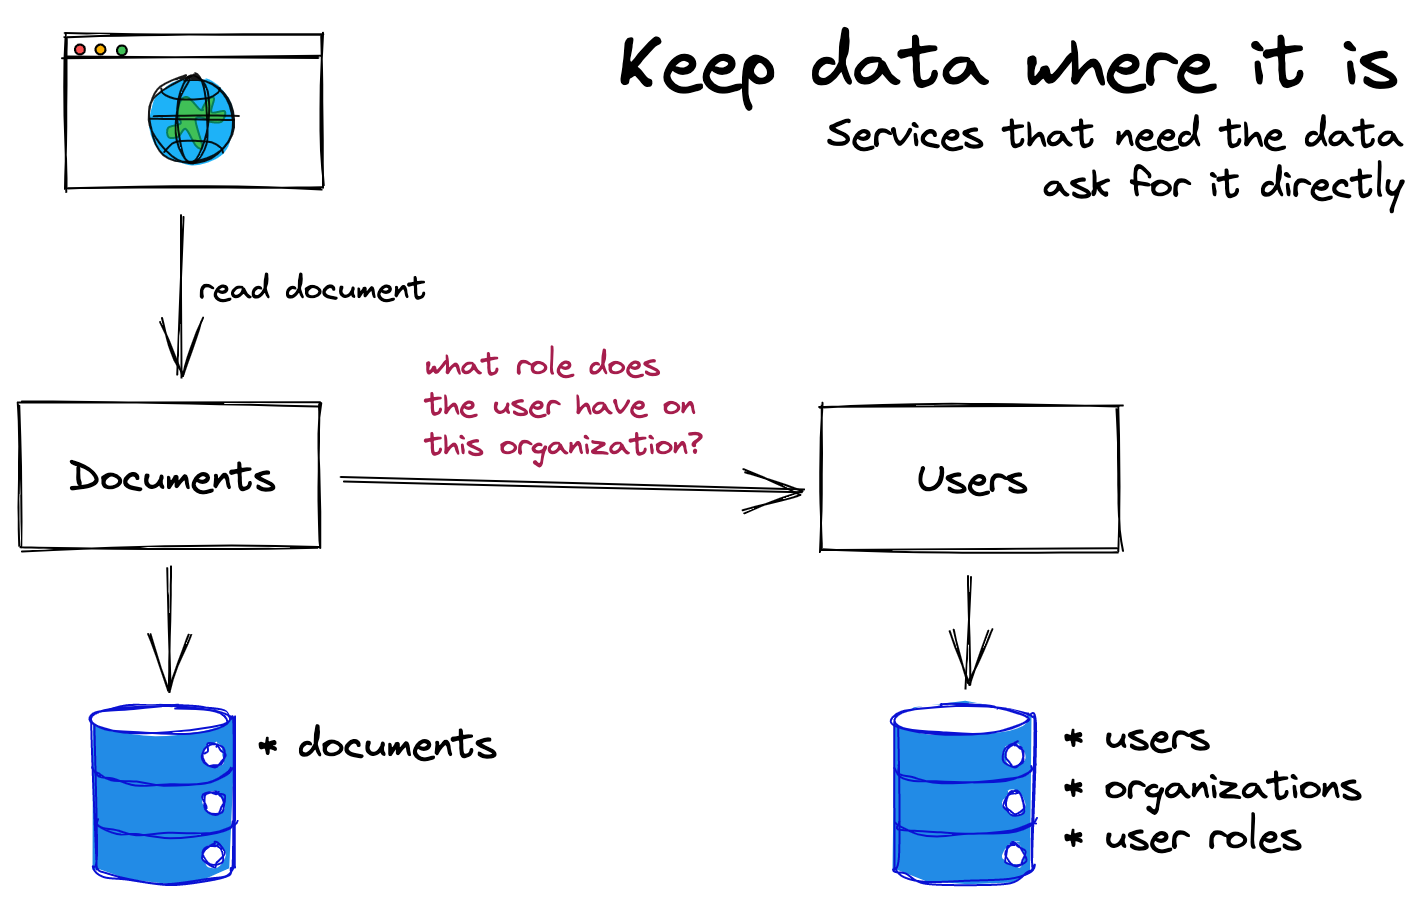 Keep data where it is
Services that need the data
ask for it directly
read document
what role does
the user have on
this organization?
Documents
Users
* documents
* users
* organizations
* user roles